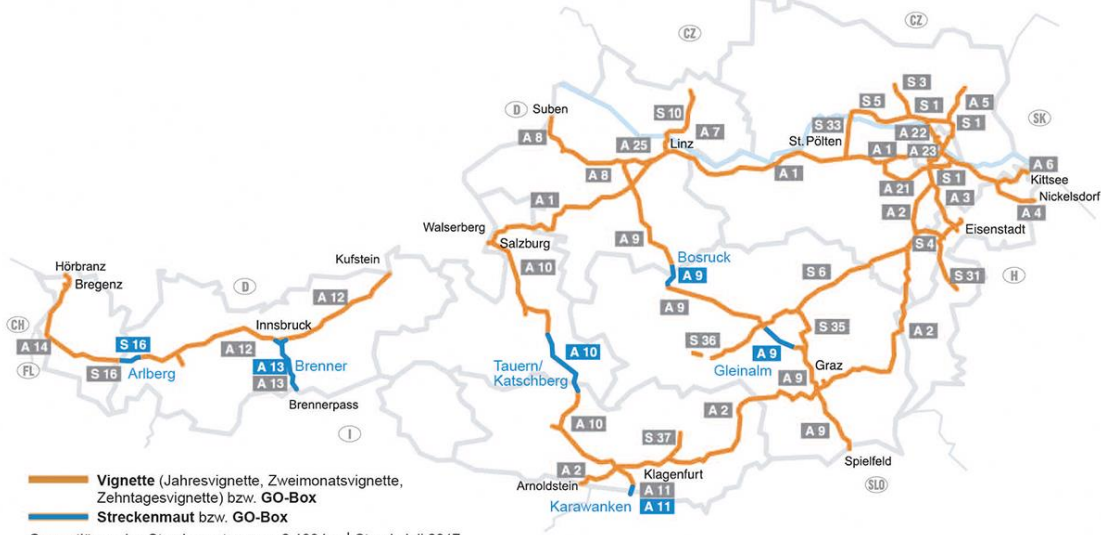 CZ
CZ
S 3
S 5
S 1
A 5
D
Suben
S 10
S 33
S 1
SK
A 8
A 25
A 7
A 22
Linz
St.Pölten
A 1
A 23
A 6
A 8
A 1
S 1
Kittsee
A 21
A 3
Nickelsdorf
A 1
A 2
A 4
Walserberg
Salzburg
A 9
Eisenstadt
S 4
Kufstein
Bosruck
Hörbranz
A 10
A 9
S 6
S 31
H
Bregenz
D
A 12
A 9
CH
Innsbruck
S 35
A 2
A 14
S 16
A 12
S 36
A 10
A 9
FL
S 16
Arlberg
A 13
Brenner
Tauern/
Katschberg
Gleinalm
Graz
A 13
A 9
Brennerpass
A 2
A 10
I
S 37
A 9
A 2
Klagenfurt
Spielfeld
Arnoldstein
A 11
SLO
Karawanken
A 11
Vignette (Jahresvignette, Zweimonatsvignette,
Zehntagesvignette) bzw. GO-Box
Streckenmaut bzw. GO-Box